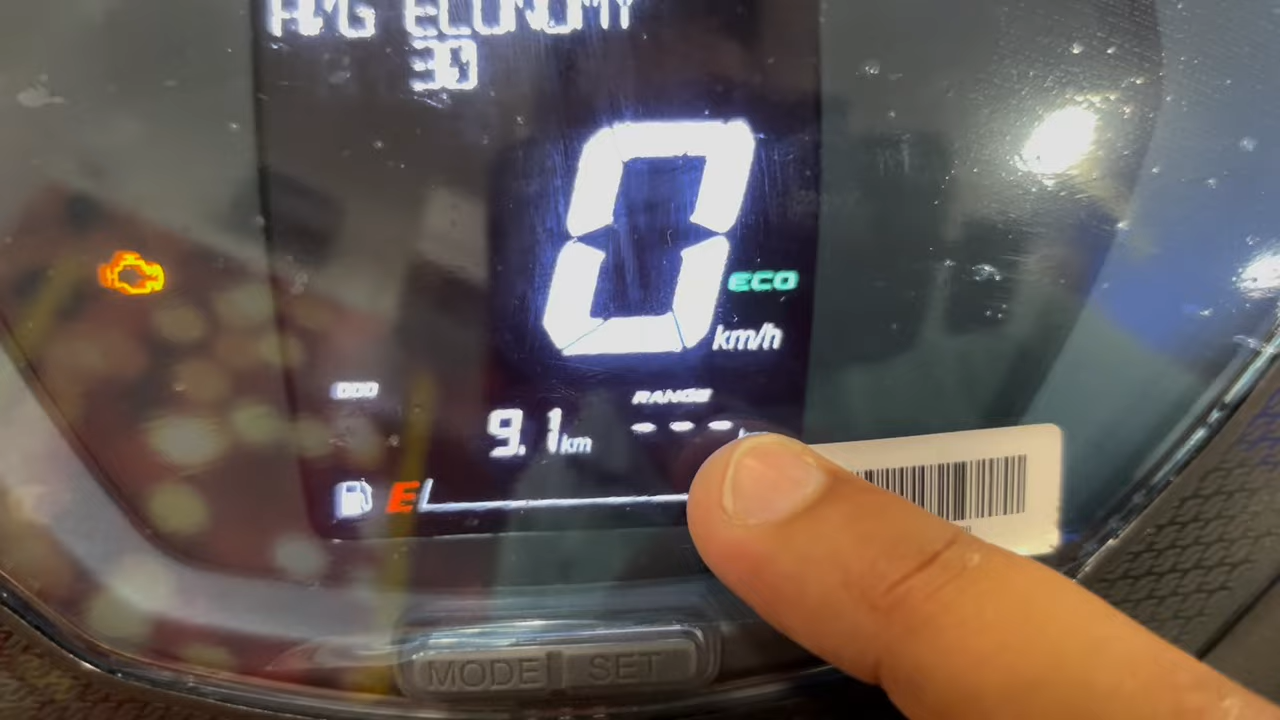 AVG ECONOMY
30
0
ECO
km/h
ODO
RANGE
9.1 km
---
E
MODE SET